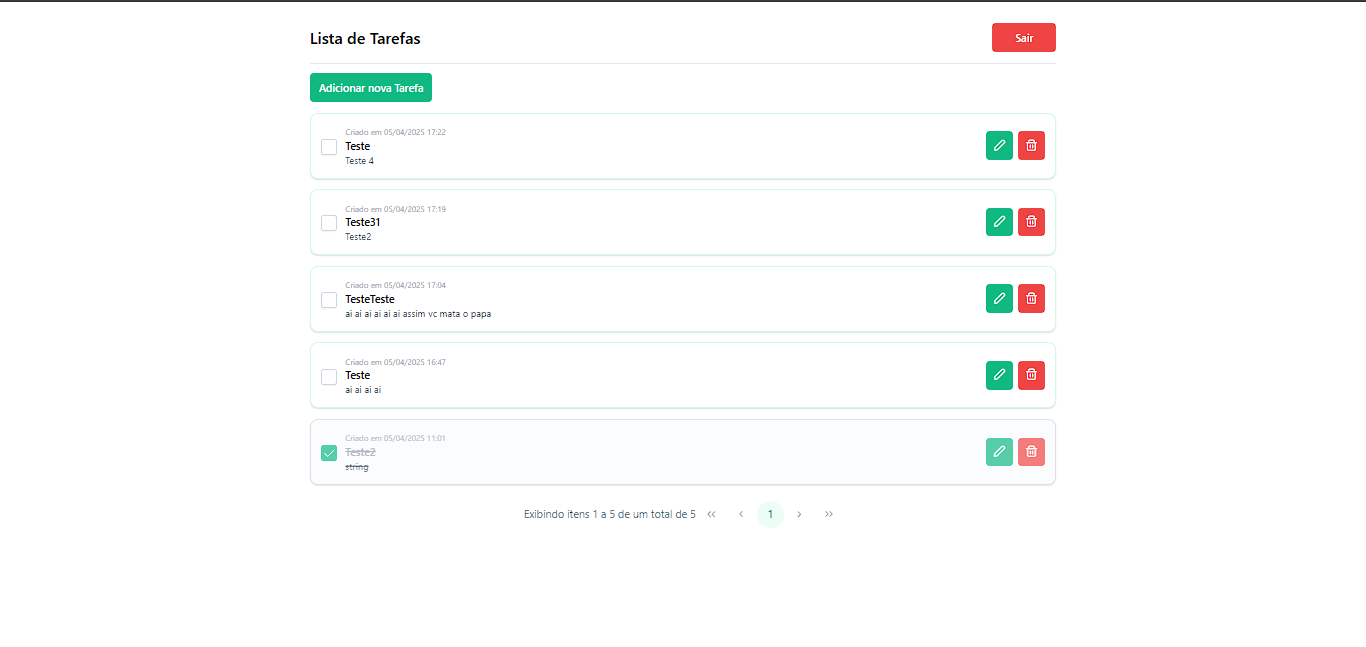 Lista de Tarefas
Sair
Adicionar nova Tarefa
Criado em 05/04/2025 17:22
Teste
Teste 4
Criado em 05/04/2025 17:19
Teste31
Teste2
Criado em 05/04/2025 17:04
TesteTeste
ai ai ai ai ai ai assim vc mata o papa
Criado em 05/04/2025 16:47
Teste
ai ai ai ai
Criado em 05/04/2025 11:01
Teste2
string
Exibindo itens 1 a 5 de um total de 5 « ‹ 1 › »